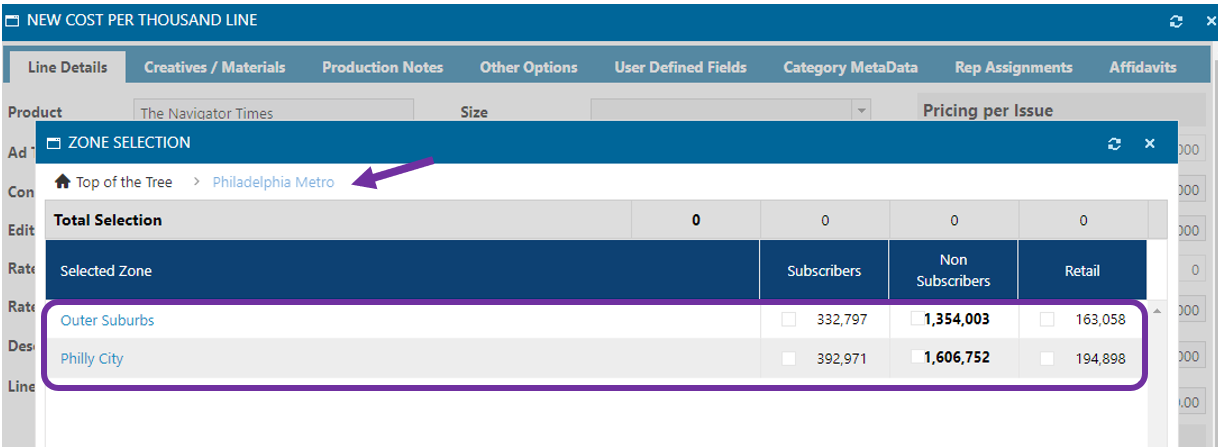 NEW COST PER THOUSAND LINE
Line Details Creatives / Materials Production Notes Other Options User Defined Fields Category MetaData Rep Assignments Affidavits
Product The Navigator Times Size Pricing per Issue
Ad
ZONE SELECTION
000
Top of the Tree > Philadelphia Metro
Con
000
Total Selection 0 0 0 0
Edit
000
Selected Zone Subscribers Non Subscribers Retail
Rate
0
Outer Suburbs 332,797 1,354,003 163,058
Rate
000
Philly City 392,971 1,606,752 194,898
Des
000
Line
0.00